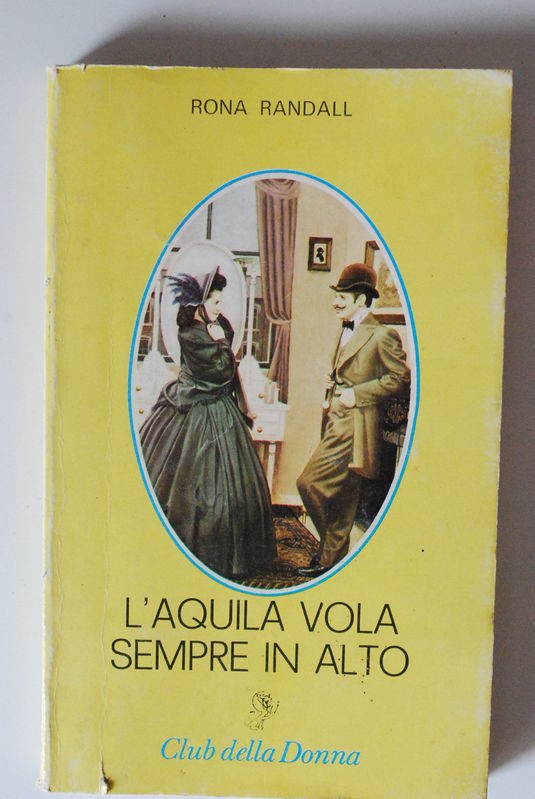 RONA RANDALL
L'AQUILA VOLA
SEMPRE IN ALTO
Club della Donna